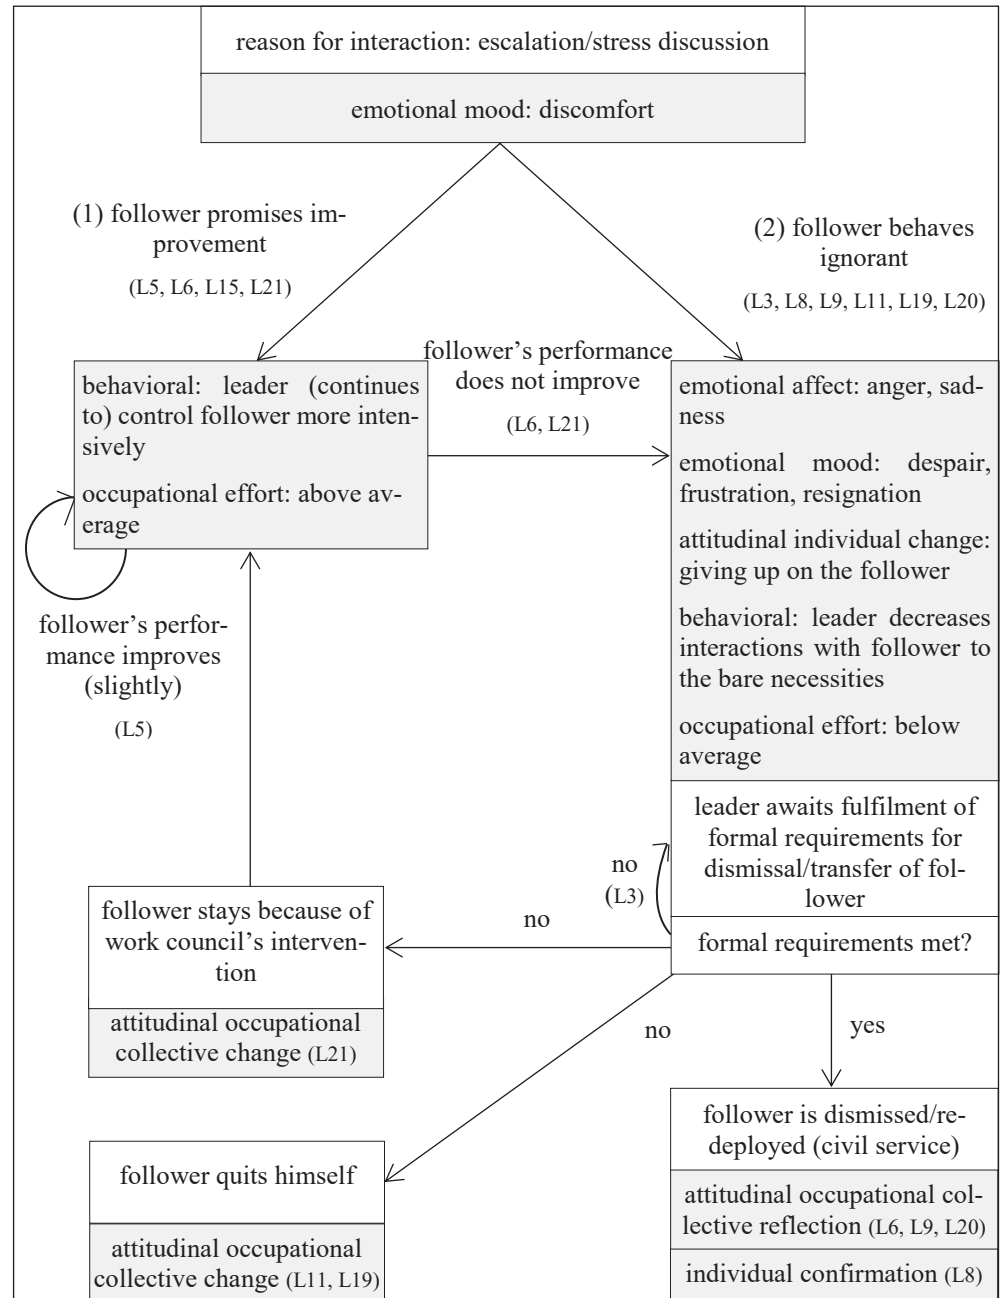 reason for interaction: escalation/stress discussion
emotional mood: discomfort
(1) follower promises im-
provement
(L5, L6, L15, L21)
(2) follower behaves
ignorant
(L3, L8, L9, L11, L19, L20)
follower’s performance
does not improve
(L6, L21)
behavioral: leader (continues
to) control follower more inten-
sively
occupational effort: above av-
erage
emotional affect: anger, sad-
ness
emotional mood: despair,
frustration, resignation
attitudinal individual change:
giving up on the follower
behavioral: leader decreases
interactions with follower to
the bare necessities
occupational effort: below
average
follower’s perfor-
mance improves
(slightly)
(L5)
leader awaits fulfilment of
formal requirements for
dismissal/transfer of fol-
lower
no
(L3)
formal requirements met?
no
follower stays because of
work council’s interven-
tion
attitudinal occupational
collective change (L21)
no
yes
follower is dismissed/re-
deployed (civil service)
attitudinal occupational col-
lective reflection (L6, L9, L20)
individual confirmation (L8)
follower quits himself
attitudinal occupational
collective change (L11, L19)